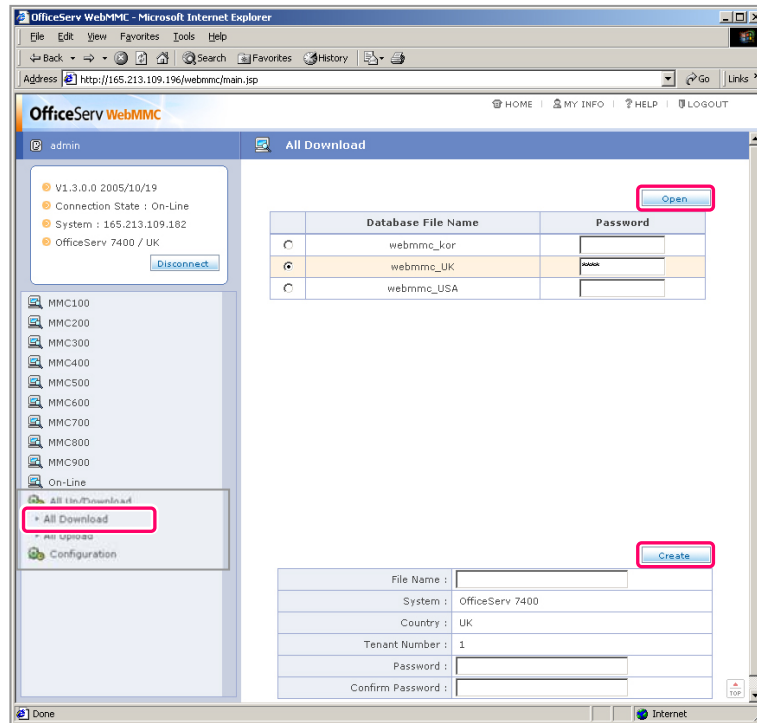 OfficeServ WebMMC - Microsoft Internet Explorer
File Edit View Favorites Tools Help
Back Search Favorites History
Address http://165.213.109.196/webmmc/main.jsp Go Links »
OfficeServ WebMMC
HOME | MY INFO | ? HELP | LOGOUT
admin
All Download
V1.3.0.0 2005/10/19
Connection State : On-Line
System : 165.213.109.182
OfficeServ 7400 / UK
Disconnect
MMC100
MMC200
MMC300
MMC400
MMC500
MMC600
MMC700
MMC800
MMC900
On-Line
All Up/Download
All Download
All Upload
Configuration
Open
Database File Name Password
webmmc_kor
webmmc_UK ****
webmmc_USA
Create
File Name :
System : OfficeServ 7400
Country : UK
Tenant Number : 1
Password :
Confirm Password :
TOP
Done Internet